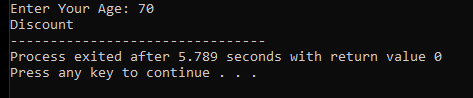 Enter Your Age: 70
Discount
--------------------------------
Process exited after 5.789 seconds with return value 0
Press any key to continue . . .